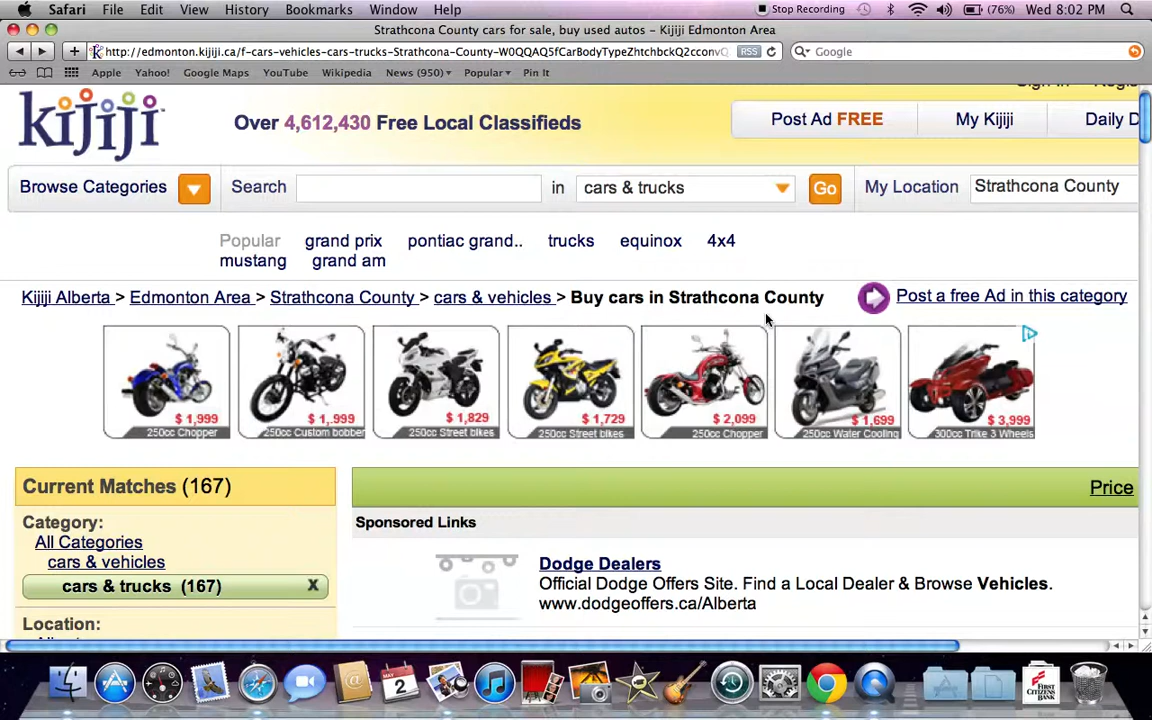 Safari File Edit View History Bookmarks Window Help Stop Recording (76%) Wed 8:02 PM
Strathcona County cars for sale, buy used autos – Kijiji Edmonton Area
http://edmonton.kijiji.ca/f-cars-vehicles-cars-trucks-Strathcona-County-W0QQAQ5fCarBodyTypeZhtchbckQ2cconvQ RSS Google
Apple Yahoo! Google Maps YouTube Wikipedia News (950) Popular Pin It
kijiji
Over 4,612,430 Free Local Classifieds
Post Ad FREE My Kijiji Daily D
Browse Categories Search in cars & trucks Go My Location Strathcona County
Popular grand prix pontiac grand.. trucks equinox 4x4
mustang grand am
Kijiji Alberta > Edmonton Area > Strathcona County > cars & vehicles > Buy cars in Strathcona County Post a free Ad in this category
$ 1,999 $ 1,999 $ 1,829 $ 1,729 $ 2,099 $ 1,699 $ 3,999
250cc Chopper 250cc Custom bobber 250cc Street bikes 250cc Street bikes 250cc Chopper 250cc Water Cooling 300cc Trike 3 Wheels
Current Matches (167)
Price
Category:
Sponsored Links
All Categories
cars & vehicles
Dodge Dealers
cars & trucks (167) X
Official Dodge Offers Site. Find a Local Dealer & Browse Vehicles.
www.dodgeoffers.ca/Alberta
Location:
MAY
2
FIRST
CITIZENS
BANK